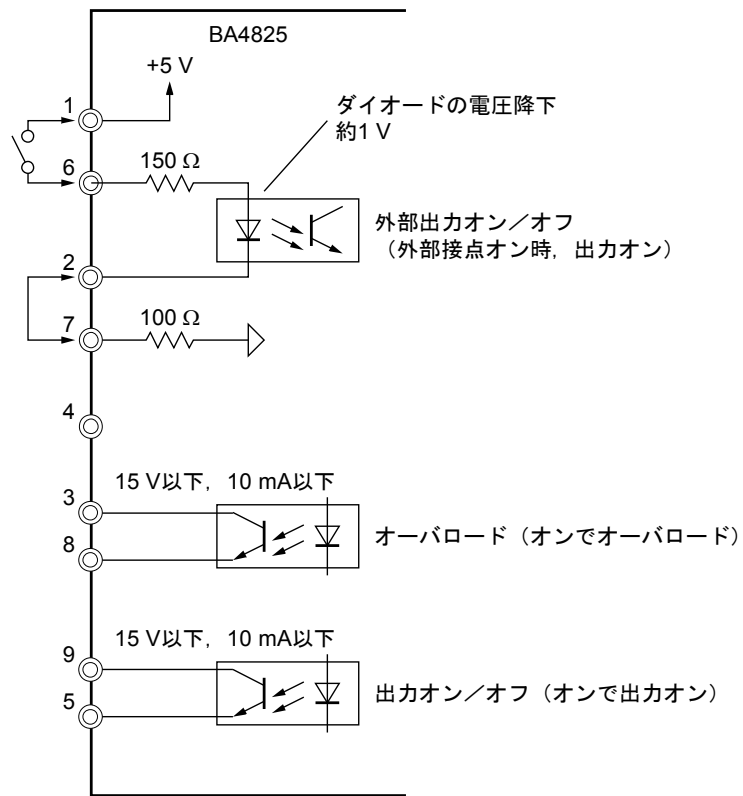 BA4825
+5 V
ダイオードの電圧降下
約1 V
1
6
150 Ω
外部出力オン／オフ
（外部接点オン時，出力オン）
2
7
100 Ω
4
15 V以下，10 mA以下
3
8
オーバロード（オンでオーバロード）
15 V以下，10 mA以下
9
5
出力オン／オフ（オンで出力オン）